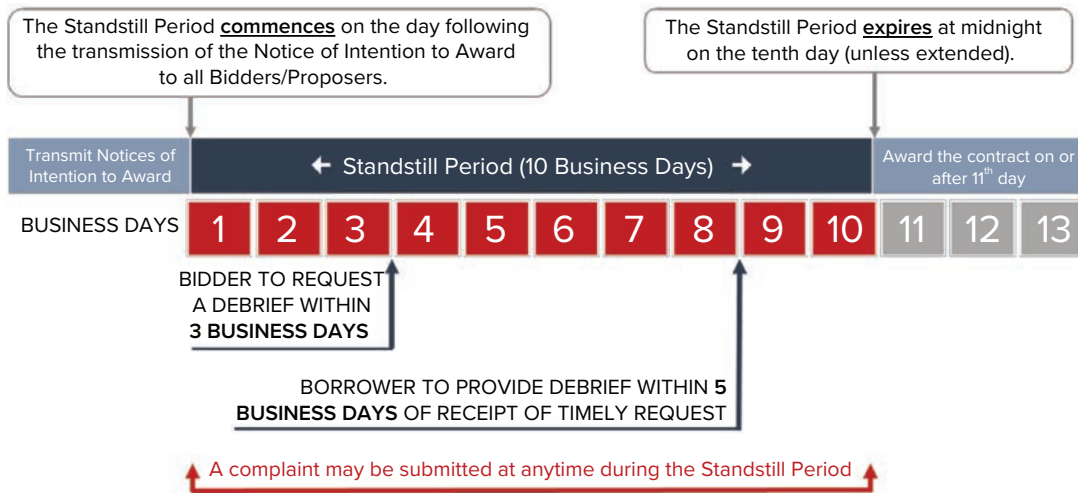 The Standstill Period commences on the day following
the transmission of the Notice of Intention to Award
to all Bidders/Proposers.
The Standstill Period expires at midnight
on the tenth day (unless extended).
Transmit Notices of
Intention to Award
← Standstill Period (10 Business Days) →
Award the contract on or
after 11th day
BUSINESS DAYS 1 2 3 4 5 6 7 8 9 10 11 12 13
BIDDER TO REQUEST
A DEBRIEF WITHIN
3 BUSINESS DAYS
BORROWER TO PROVIDE DEBRIEF WITHIN 5
BUSINESS DAYS OF RECEIPT OF TIMELY REQUEST
A complaint may be submitted at anytime during the Standstill Period